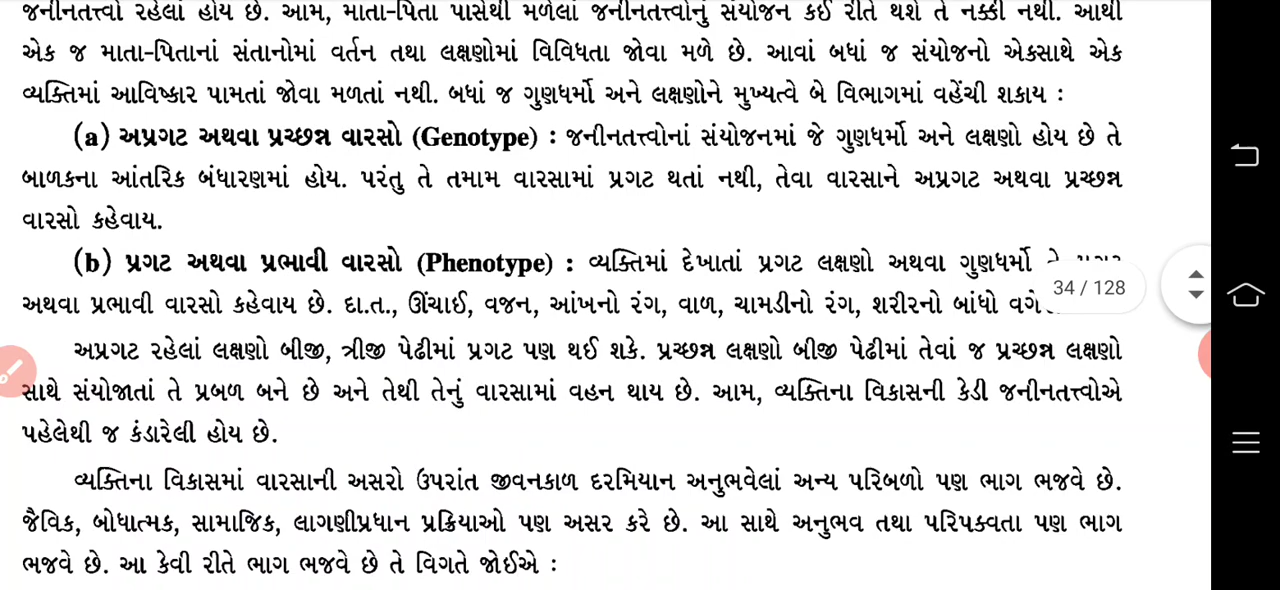 જનીનતત્ત્વો રહેલાં હોય છે. આમ, માતા-પિતા પાસેથી મળેલાં જનીનતત્ત્વોનું સંયોજન કઈ રીતે થશે તે નક્કી નથી. આથી
એક જ માતા-પિતાનાં સંતાનોમાં વર્તન તથા લક્ષણોમાં વિવિધતા જોવા મળે છે. આવાં બધાં જ સંયોજનો એકસાથે એક
વ્યક્તિમાં આવિષ્કાર પામતાં જોવા મળતાં નથી. બધાં જ ગુણધર્મો અને લક્ષણોને મુખ્યત્વે બે વિભાગમાં વહેંચી શકાય :
(a) અપ્રગટ અથવા પ્રચ્છન્ન વારસો (Genotype) : જનીનતત્ત્વોનાં સંયોજનમાં જે ગુણધર્મો અને લક્ષણો હોય છે તે
બાળકના આંતરિક બંધારણમાં હોય. પરંતુ તે તમામ વારસામાં પ્રગટ થતાં નથી, તેવા વારસાને અપ્રગટ અથવા પ્રચ્છન્ન
વારસો કહેવાય.
(b) પ્રગટ અથવા પ્રભાવી વારસો (Phenotype) : વ્યક્તિમાં દેખાતાં પ્રગટ લક્ષણો અથવા ગુણધર્મો
અથવા પ્રભાવી વારસો કહેવાય છે. દા.ત., ઊંચાઈ, વજન, આંખનો રંગ, વાળ, ચામડીનો રંગ, શરીરનો બાંધો
34 / 128
અપ્રગટ રહેલાં લક્ષણો બીજી, ત્રીજી પેઢીમાં પ્રગટ પણ થઈ શકે. પ્રચ્છન્ન લક્ષણો બીજી પેઢીમાં તેવાં જ પ્રચ્છન્ન લક્ષણો
સાથે સંયોજાતાં તે પ્રબળ બને છે અને તેથી તેનું વારસામાં વહન થાય છે. આમ, વ્યક્તિના વિકાસની કેડી જનીનતત્ત્વોએ
પહેલેથી જ કંડારેલી હોય છે.
વ્યક્તિના વિકાસમાં વારસાની અસરો ઉપરાંત જીવનકાળ દરમિયાન અનુભવેલાં અન્ય પરિબળો પણ ભાગ ભજવે છે.
જૈવિક, બોધાત્મક, સામાજિક, લાગણીપ્રધાન પ્રક્રિયાઓ પણ અસર કરે છે. આ સાથે અનુભવ તથા પરિપક્વતા પણ ભાગ
ભજવે છે. આ કેવી રીતે ભાગ ભજવે છે તે વિગતે જોઈએ :